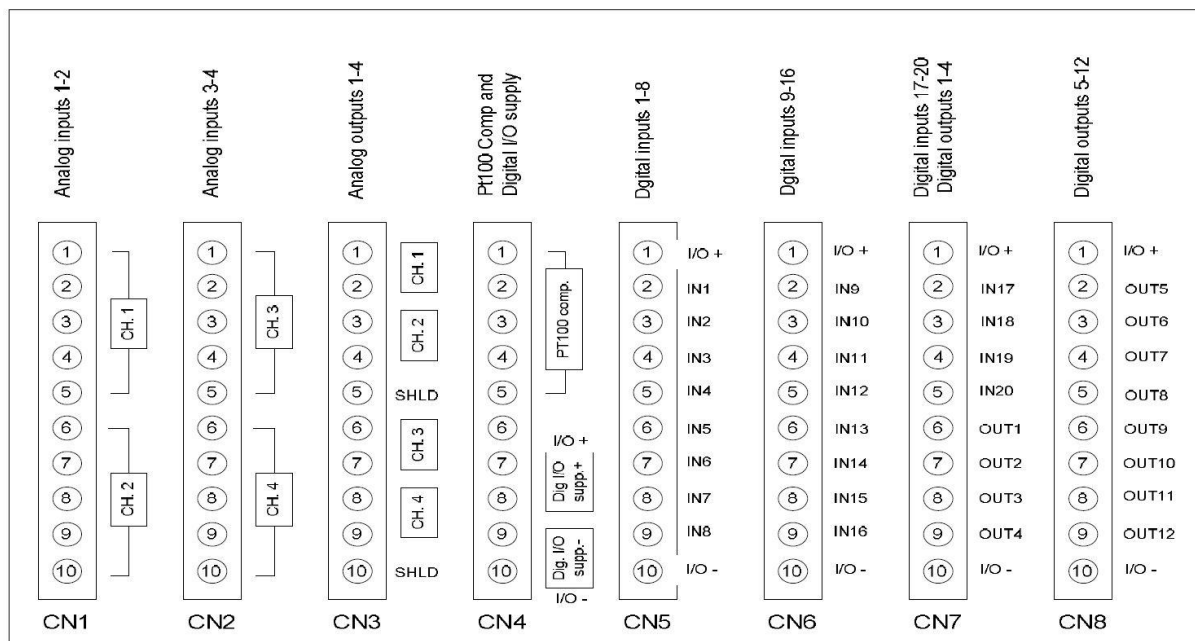 Analog inputs 1-2
Analog inputs 3-4
Analog outputs 1-4
Pt100 Comp and
Digital I/O supply
Dgital inputs 1-8
Dgital inputs 9-16
Digital inputs 17-20
Digital outputs 1-4
Digital outputs 5-12
1
2
3
4
5
6
7
8
9
10
CH. 1
CH. 2
CN1
1
2
3
4
5
6
7
8
9
10
CH. 3
CH. 4
CN2
1
2
3
4
5
6
7
8
9
10
CH. 1
CH. 2
SHLD
CH. 3
CH. 4
SHLD
CN3
1
2
3
4
5
6
7
8
9
10
PT100 comp.
I/O +
Dig I/O
supp.+
Dig. I/O
supp.-
I/O -
CN4
1 I/O +
2 IN1
3 IN2
4 IN3
5 IN4
6 IN5
7 IN6
8 IN7
9 IN8
10 I/O -
CN5
1 I/O +
2 IN9
3 IN10
4 IN11
5 IN12
6 IN13
7 IN14
8 IN15
9 IN16
10 I/O -
CN6
1 I/O +
2 IN17
3 IN18
4 IN19
5 IN20
6 OUT1
7 OUT2
8 OUT3
9 OUT4
10 I/O -
CN7
1 I/O +
2 OUT5
3 OUT6
4 OUT7
5 OUT8
6 OUT9
7 OUT10
8 OUT11
9 OUT12
10 I/O -
CN8